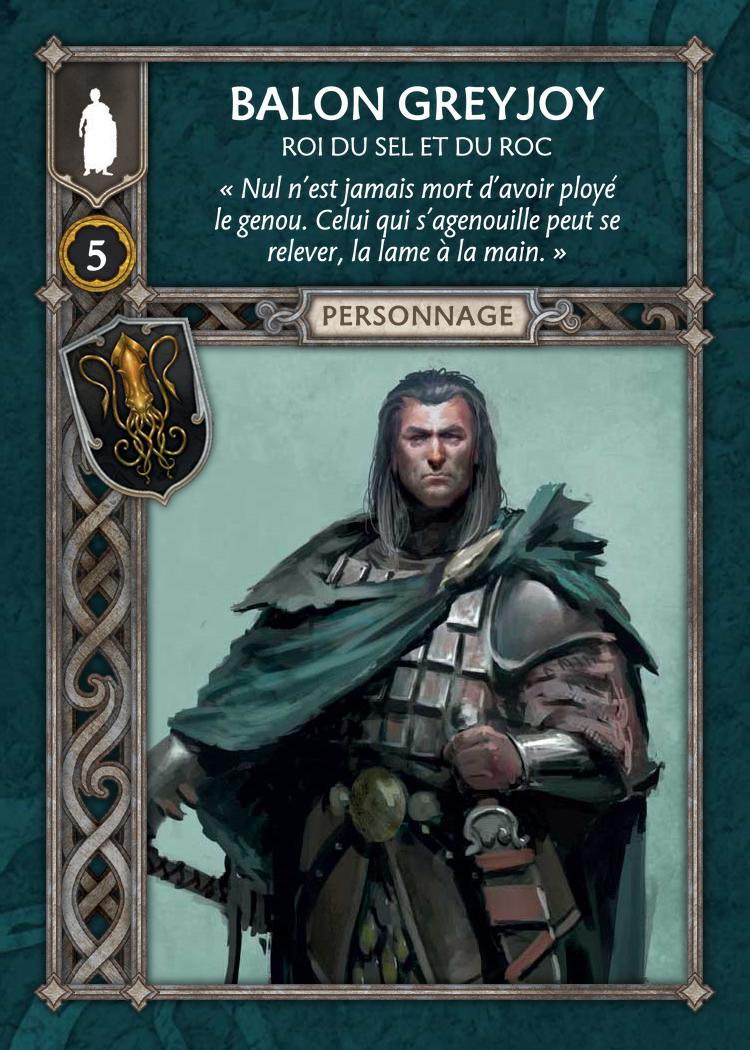 BALON GREYJOY
ROI DU SEL ET DU ROC
« Nul n’est jamais mort d’avoir ployé
le genou. Celui qui s’agenouille peut se
relever, la lame à la main. »
5
PERSONNAGE